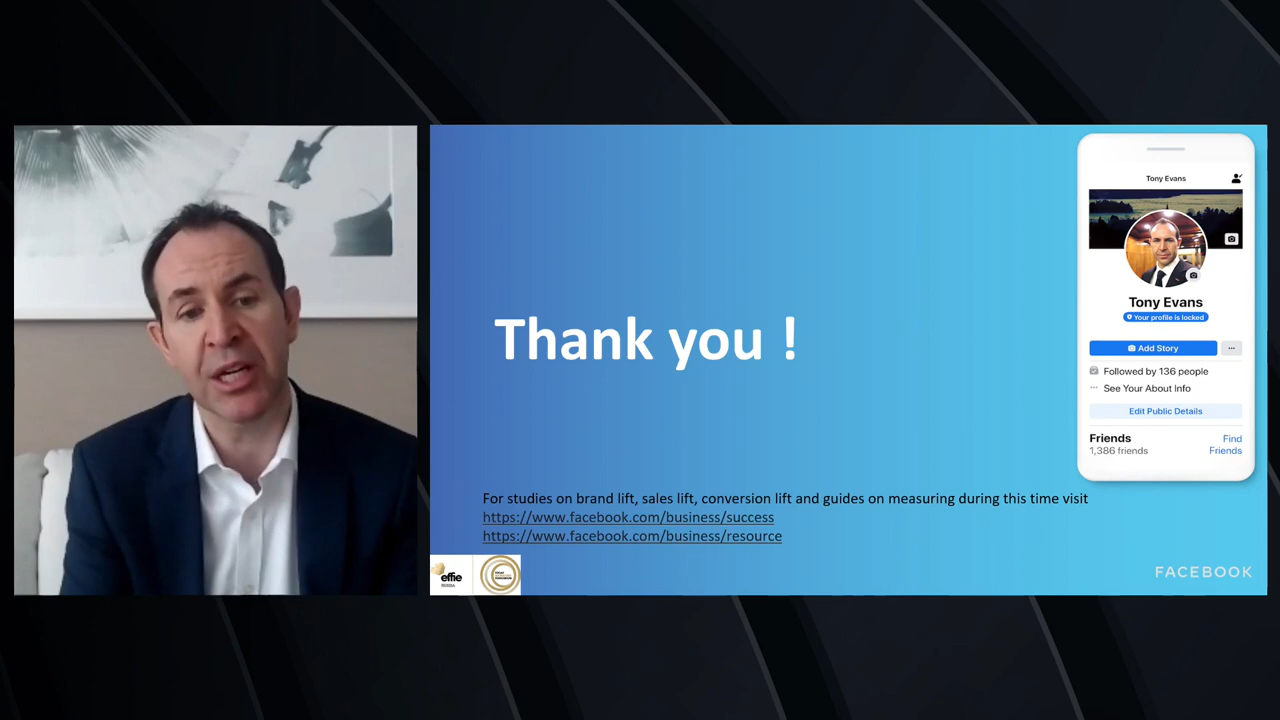 Thank you !
For studies on brand lift, sales lift, conversion lift and guides on measuring during this time visit
https://www.facebook.com/business/success
https://www.facebook.com/business/resource
effie
FACEBOOK
Tony Evans
Tony Evans
Your profile is locked
Add Story
Followed by 136 people
See Your About Info
Edit Public Details
Friends
1,386 friends
Find
Friends